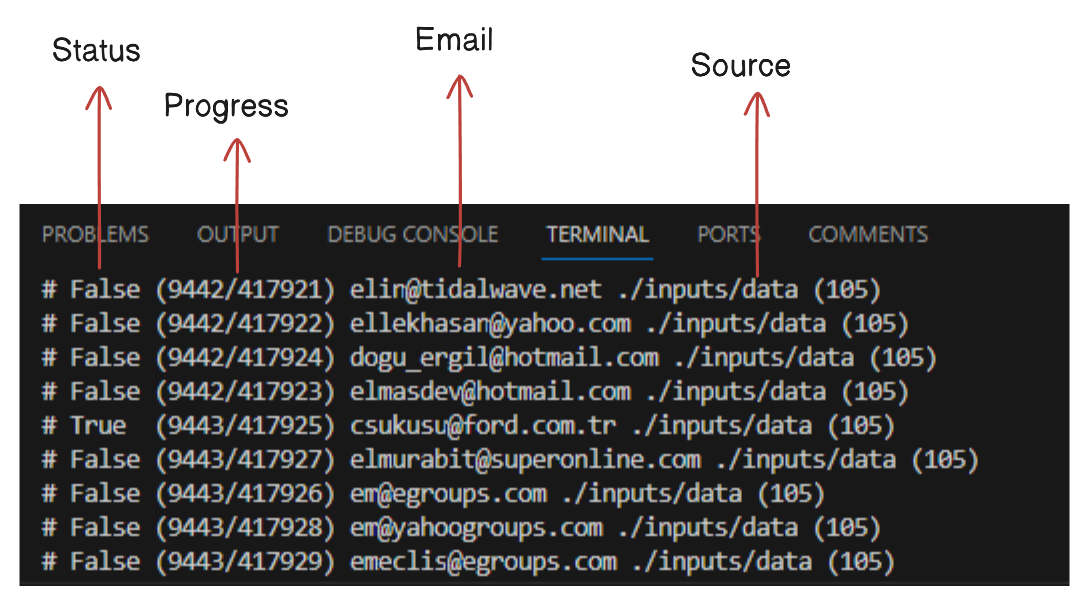 Status
Email
Source
Progress
PROBLEMS OUTPUT DEBUG CONSOLE TERMINAL PORTS COMMENTS
# False (9442/417921) elin@tidalwave.net ./inputs/data (105)
# False (9442/417922) ellekhasan@yahoo.com ./inputs/data (105)
# False (9442/417924) dogu_ergil@hotmail.com ./inputs/data (105)
# False (9442/417923) elmasdev@hotmail.com ./inputs/data (105)
# True (9443/417925) csukusu@ford.com.tr ./inputs/data (105)
# False (9443/417927) elmurabit@superonline.com ./inputs/data (105)
# False (9443/417926) em@egroups.com ./inputs/data (105)
# False (9443/417928) em@yahoogroups.com ./inputs/data (105)
# False (9443/417929) emeclis@egroups.com ./inputs/data (105)